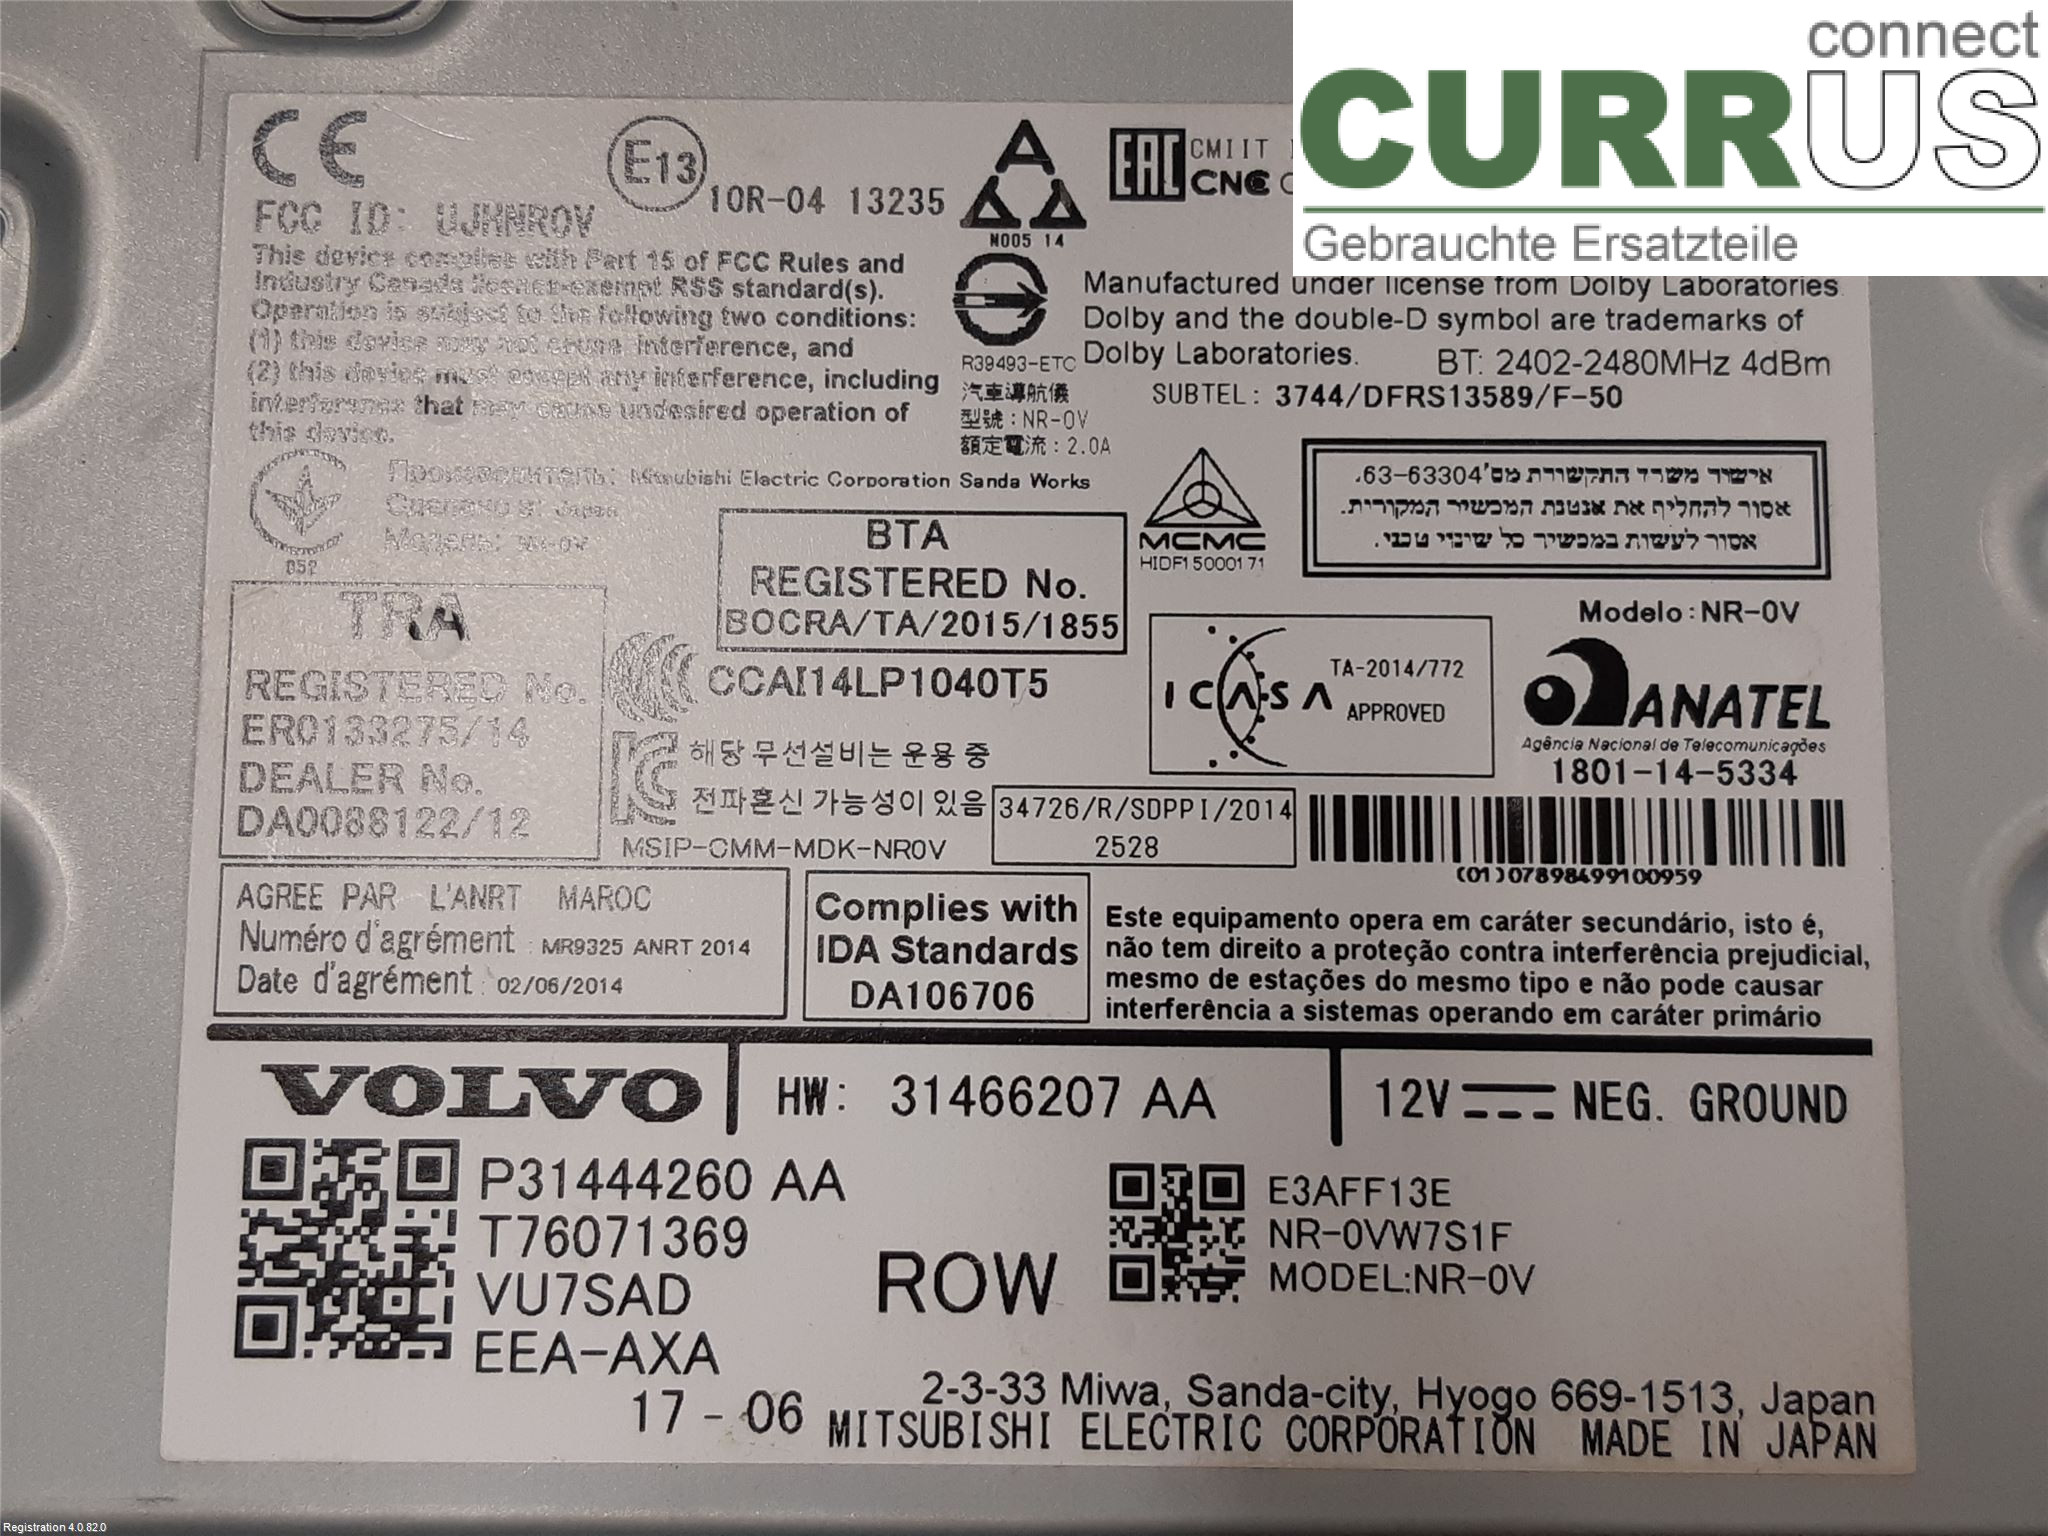 connect
CURRUS
Gebrauchte Ersatzteile
CE
E13
10R-04 13235
N005 14
EAC
CMIIT
CNC
FCC ID: UJHNR0V
This device complies with Part 15 of FCC Rules and
Industry Canada licence-exempt RSS standard(s).
Operation is subject to the following two conditions:
(1) this device may not cause interference, and
(2) this device must accept any interference, including
interference that may cause undesired operation of
this device.
R39493-ETC
汽車導航儀
型號:NR-0V
額定電流:2.0A
Manufactured under license from Dolby Laboratories.
Dolby and the double-D symbol are trademarks of
Dolby Laboratories.
BT: 2402-2480MHz 4dBm
SUBTEL: 3744/DFRS13589/F-50
Производитель: Mitsubishi Electric Corporation Sanda Works
Сделано в: Japan
Модель: NR-0V
BTA
REGISTERED No.
BOCRA/TA/2015/1855
MCMC
HIDF15000171
אישור משרד התקשורת מס' 63-63304.
אסור להחליף את אנטנת המכשיר המקורית.
אסור לעשות במכשיר כל שינוי טכני.
TRA
REGISTERED No.
ER0133275/14
DEALER No.
DA0088122/12
CCAI14LP1040T5
해당 무선설비는 운용 중
전파혼신 가능성이 있음
MSIP-CMM-MDK-NR0V
ICASA
TA-2014/772
APPROVED
Modelo:NR-0V
ANATEL
Agência Nacional de Telecomunicações
1801-14-5334
34726/R/SDPPI/2014
2528
(01)07898499100959
AGREE PAR L'ANRT MAROC
Numéro d'agrément : MR9325 ANRT 2014
Date d'agrément : 02/06/2014
Complies with
IDA Standards
DA106706
Este equipamento opera em caráter secundário, isto é,
não tem direito a proteção contra interferência prejudicial,
mesmo de estações do mesmo tipo e não pode causar
interferência a sistemas operando em caráter primário
VOLVO
HW: 31466207 AA
12V NEG. GROUND
P31444260 AA
T76071369
VU7SAD
EEA-AXA
17-06
ROW
E3AFF13E
NR-0VW7S1F
MODEL:NR-0V
2-3-33 Miwa, Sanda-city, Hyogo 669-1513, Japan
MITSUBISHI ELECTRIC CORPORATION MADE IN JAPAN
Registration 4.0.82.0